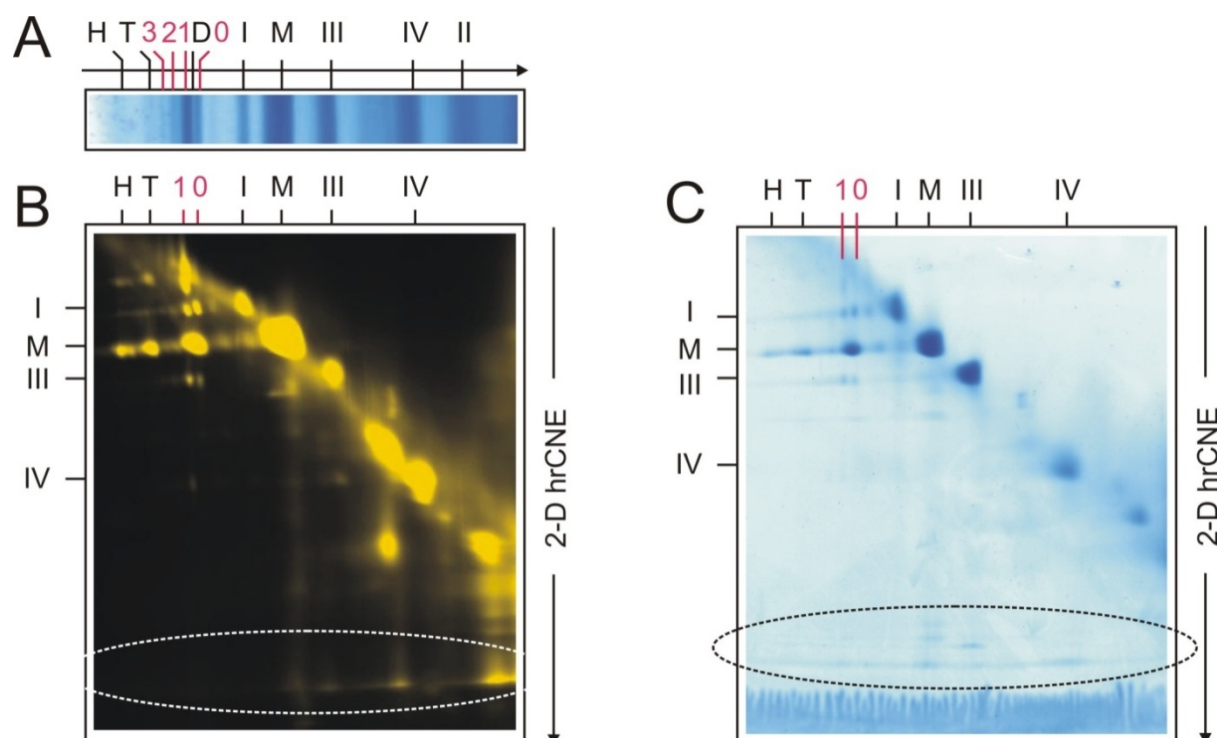 A
H T 3 2 1 D 0 I M III IV II
B
H T 1 0 I M III IV
I
M
III
IV
2-D hrCNE
C
H T 1 0 I M III IV
I
M
III
IV
2-D hrCNE